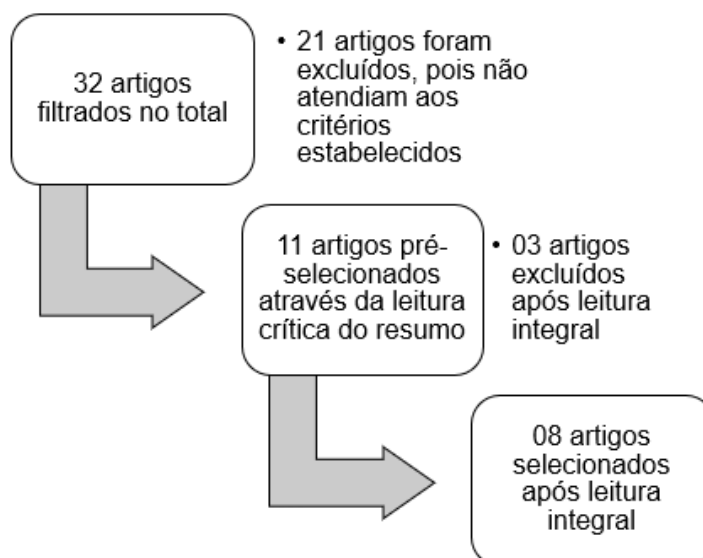 32 artigos
filtrados no total
• 21 artigos foram
excluídos, pois não
atendiam aos
critérios
estabelecidos
11 artigos pré-
selecionados
através da leitura
crítica do resumo
• 03 artigos
excluídos
após leitura
integral
08 artigos
selecionados
após leitura
integral